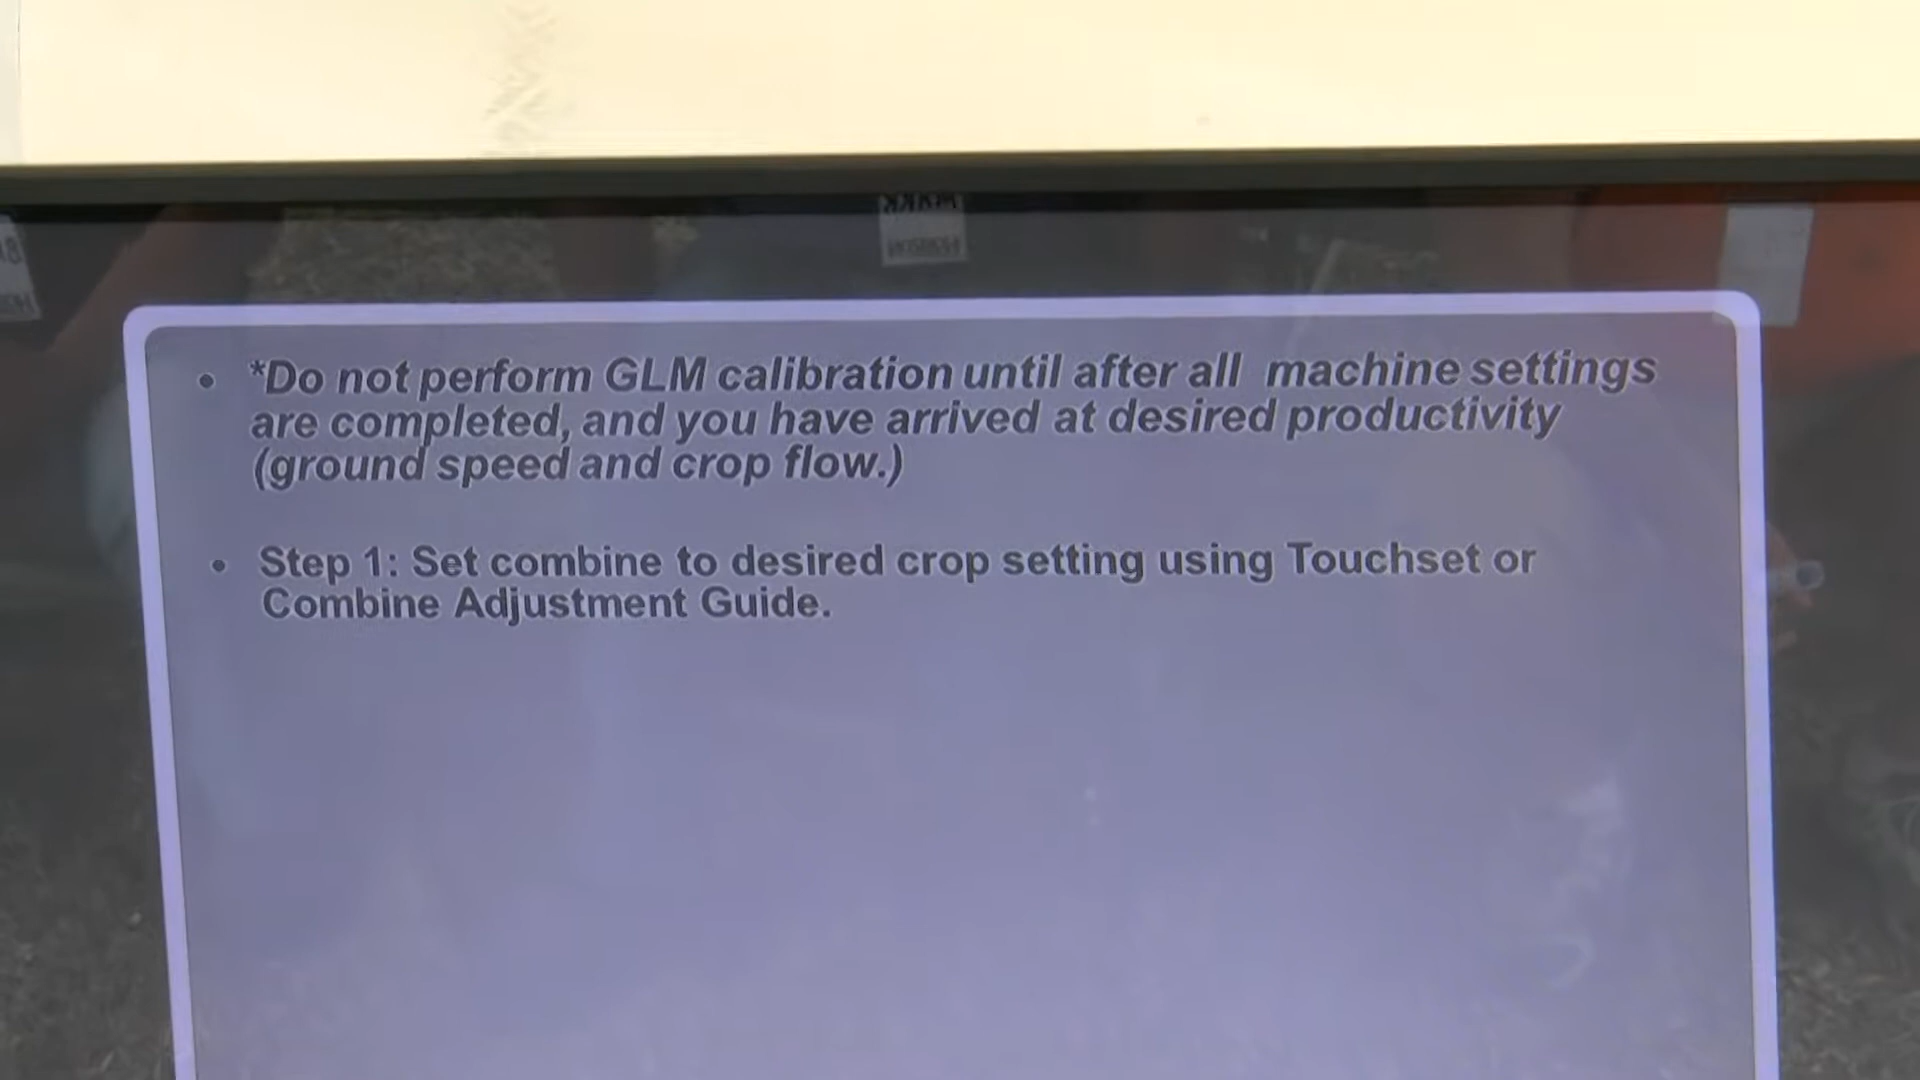 • *Do not perform GLM calibration until after all machine settings
are completed, and you have arrived at desired productivity
(ground speed and crop flow.)
• Step 1: Set combine to desired crop setting using Touchset or
Combine Adjustment Guide.